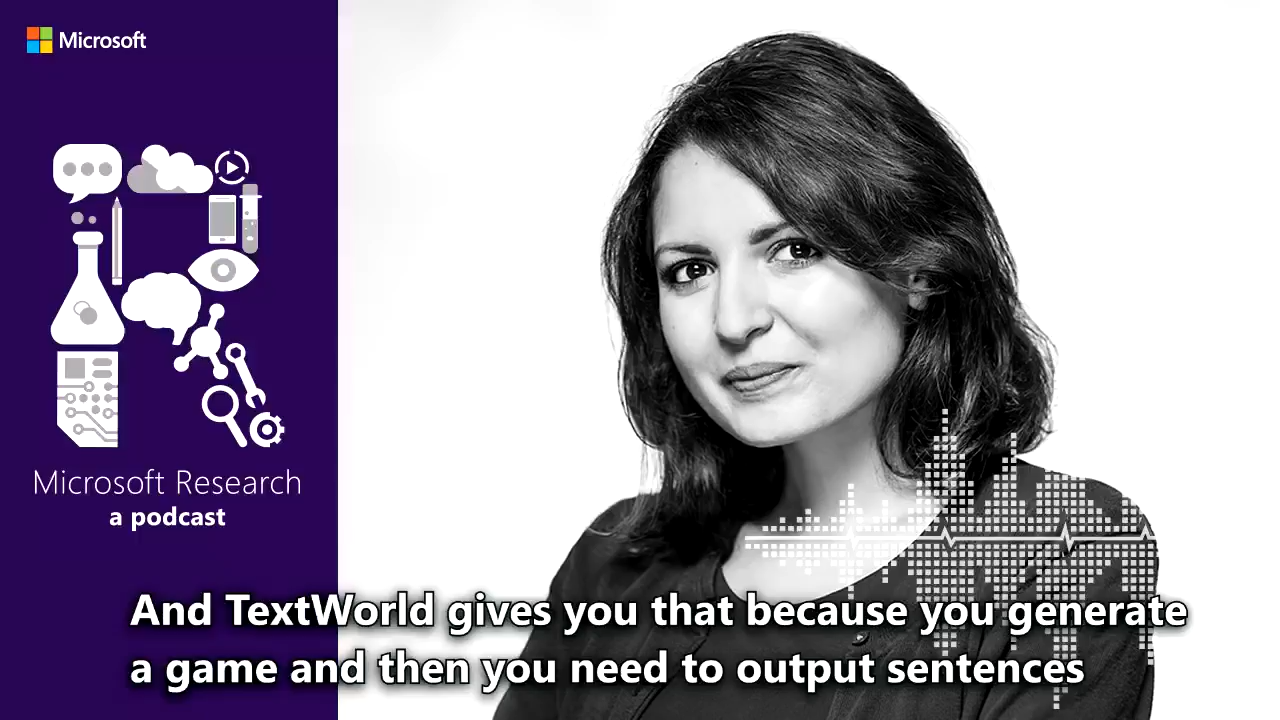 Microsoft
Microsoft Research
a podcast
And TextWorld gives you that because you generate
a game and then you need to output sentences